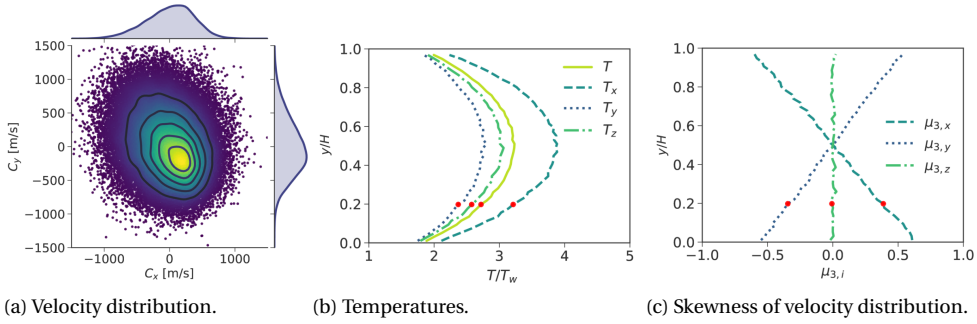 1500
1000
500
0
−500
−1000
−1500
C_y [m/s]
−1000 0 1000
C_x [m/s]
1.0
0.8
0.6
0.4
0.2
0.0
y/H
1 2 3 4 5
T/T_w
T
T_x
T_y
T_z
1.0
0.8
0.6
0.4
0.2
0.0
y/H
−1.0 −0.5 0.0 0.5 1.0
μ_{3,i}
μ_{3,x}
μ_{3,y}
μ_{3,z}
(a) Velocity distribution.
(b) Temperatures.
(c) Skewness of velocity distribution.